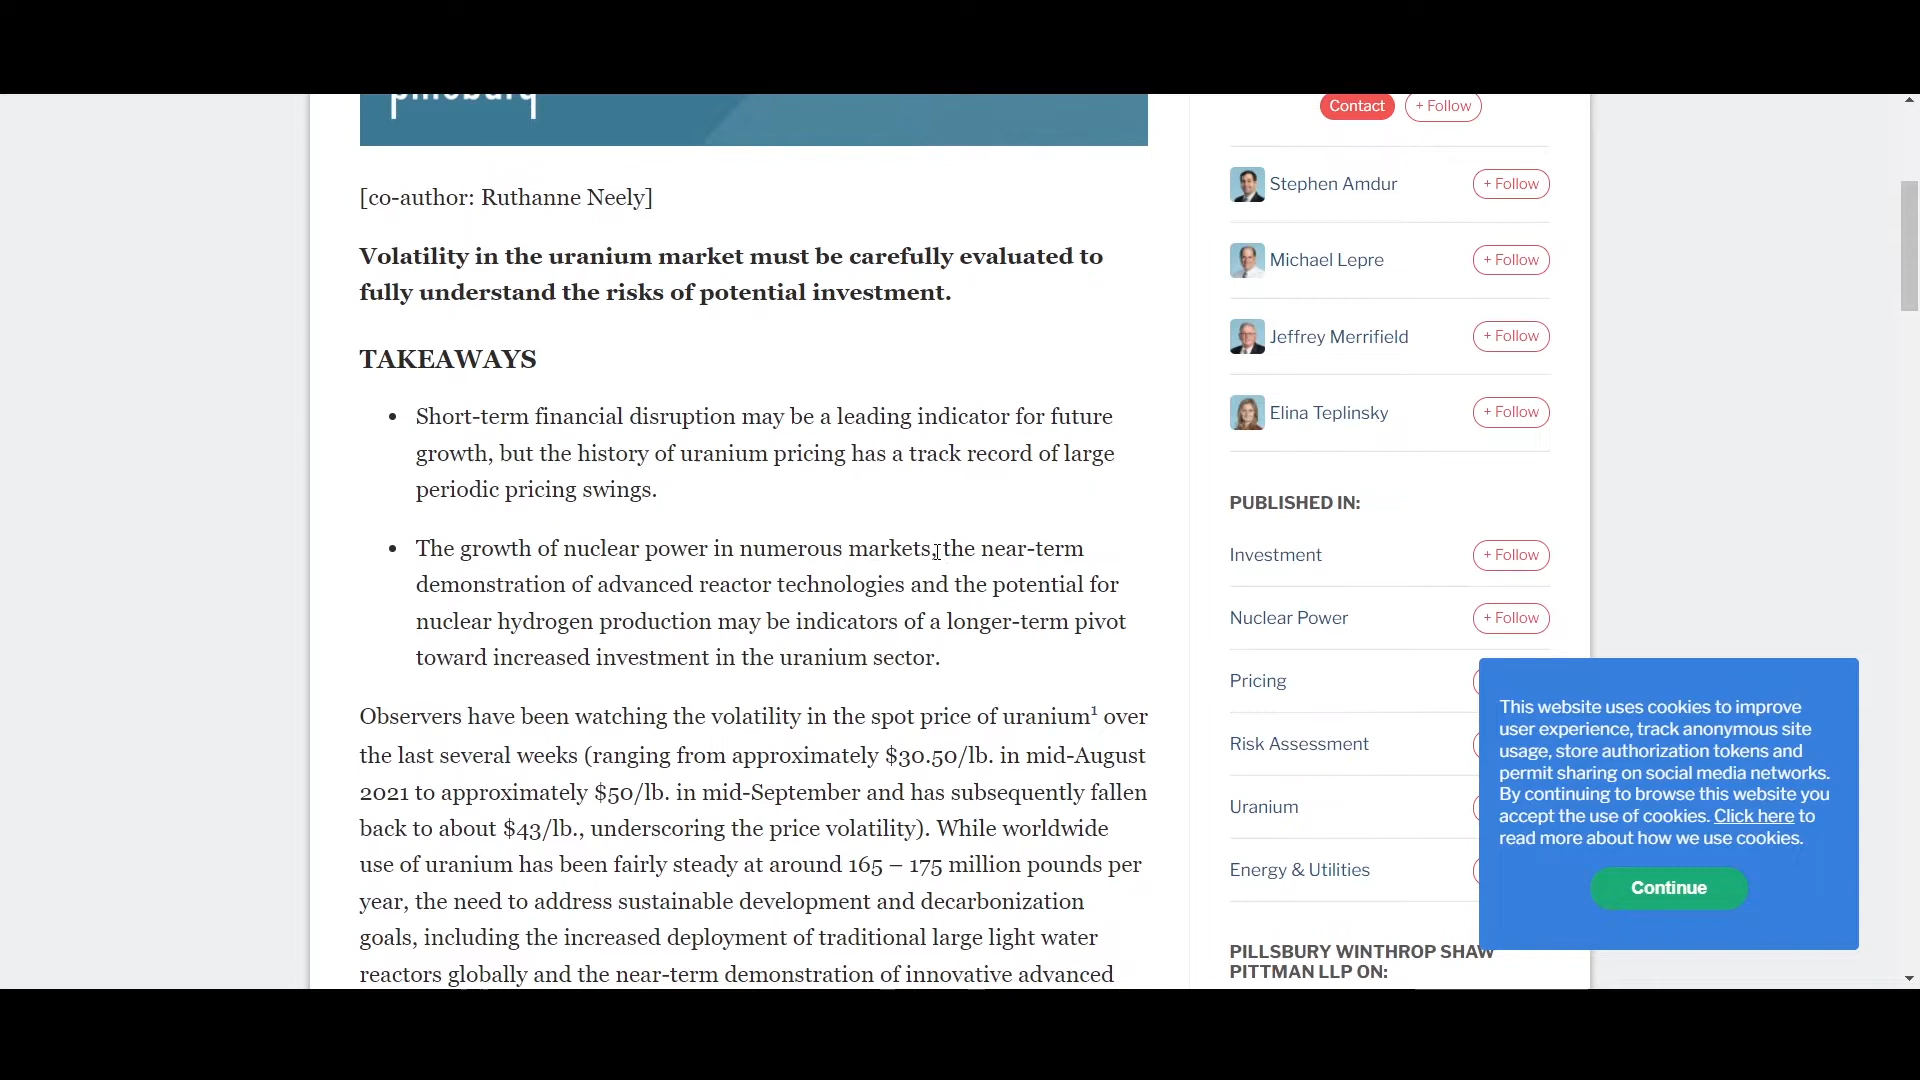 pillsbury
[co-author: Ruthanne Neely]
Volatility in the uranium market must be carefully evaluated to
fully understand the risks of potential investment.
TAKEAWAYS
• Short-term financial disruption may be a leading indicator for future
growth, but the history of uranium pricing has a track record of large
periodic pricing swings.
• The growth of nuclear power in numerous markets, the near-term
demonstration of advanced reactor technologies and the potential for
nuclear hydrogen production may be indicators of a longer-term pivot
toward increased investment in the uranium sector.
Observers have been watching the volatility in the spot price of uranium¹ over
the last several weeks (ranging from approximately $30.50/lb. in mid-August
2021 to approximately $50/lb. in mid-September and has subsequently fallen
back to about $43/lb., underscoring the price volatility). While worldwide
use of uranium has been fairly steady at around 165 – 175 million pounds per
year, the need to address sustainable development and decarbonization
goals, including the increased deployment of traditional large light water
reactors globally and the near-term demonstration of innovative advanced
Contact + Follow
Stephen Amdur + Follow
Michael Lepre + Follow
Jeffrey Merrifield + Follow
Elina Teplinsky + Follow
PUBLISHED IN:
Investment + Follow
Nuclear Power + Follow
Pricing
Risk Assessment
Uranium
Energy & Utilities
PILLSBURY WINTHROP SHAW
PITTMAN LLP ON:
This website uses cookies to improve
user experience, track anonymous site
usage, store authorization tokens and
permit sharing on social media networks.
By continuing to browse this website you
accept the use of cookies. Click here to
read more about how we use cookies.
Continue